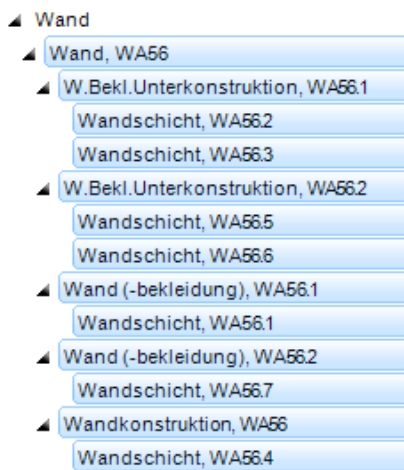 Wand
Wand, WA56
W.Bekl.Unterkonstruktion, WA56.1
Wandschicht, WA56.2
Wandschicht, WA56.3
W.Bekl.Unterkonstruktion, WA56.2
Wandschicht, WA56.5
Wandschicht, WA56.6
Wand (-bekleidung), WA56.1
Wandschicht, WA56.1
Wand (-bekleidung), WA56.2
Wandschicht, WA56.7
Wandkonstruktion, WA56
Wandschicht, WA56.4